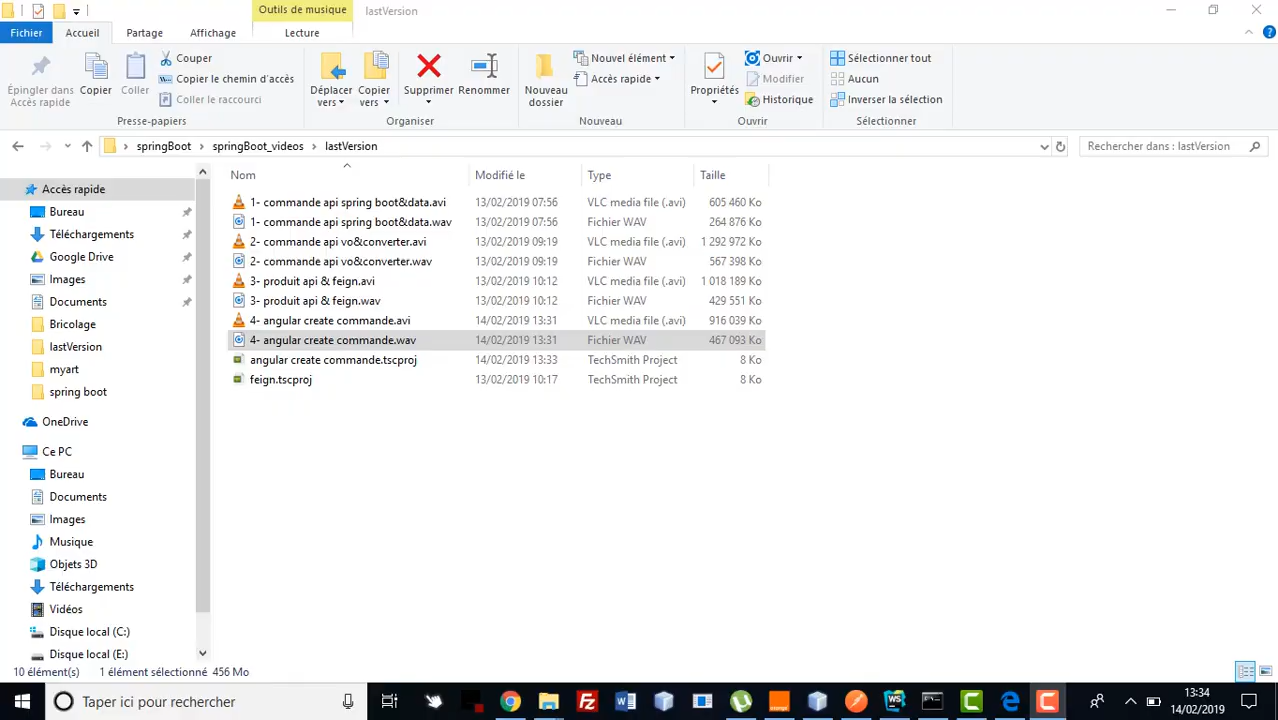 Outils de musique lastVersion
Fichier Accueil Partage Affichage Lecture
Épingler dans Accès rapide
Copier
Coller
Couper
Copier le chemin d'accès
Coller le raccourci
Presse-papiers
Déplacer vers
Copier vers
Supprimer
Renommer
Organiser
Nouveau dossier
Nouvel élément
Accès rapide
Nouveau
Propriétés
Ouvrir
Modifier
Historique
Ouvrir
Sélectionner tout
Aucun
Inverser la sélection
Sélectionner
springBoot springBoot_videos lastVersion
Rechercher dans : lastVersion
Accès rapide
Bureau
Téléchargements
Google Drive
Images
Documents
Bricolage
lastVersion
myart
spring boot
OneDrive
Ce PC
Bureau
Documents
Images
Musique
Objets 3D
Téléchargements
Vidéos
Disque local (C:)
Disque local (E:)
Nom Modifié le Type Taille
1- commande api spring boot&data.avi 13/02/2019 07:56 VLC media file (.avi) 605 460 Ko
1- commande api spring boot&data.wav 13/02/2019 07:56 Fichier WAV 264 876 Ko
2- commande api vo&converter.avi 13/02/2019 09:19 VLC media file (.avi) 1 292 972 Ko
2- commande api vo&converter.wav 13/02/2019 09:19 Fichier WAV 567 398 Ko
3- produit api & feign.avi 13/02/2019 10:12 VLC media file (.avi) 1 018 189 Ko
3- produit api & feign.wav 13/02/2019 10:12 Fichier WAV 429 551 Ko
4- angular create commande.avi 14/02/2019 13:31 VLC media file (.avi) 916 039 Ko
4- angular create commande.wav 14/02/2019 13:31 Fichier WAV 467 093 Ko
angular create commande.tscproj 14/02/2019 13:33 TechSmith Project 8 Ko
feign.tscproj 13/02/2019 10:17 TechSmith Project 8 Ko
10 élément(s) 1 élément sélectionné 456 Mo
Taper ici pour rechercher
13:34
14/02/2019